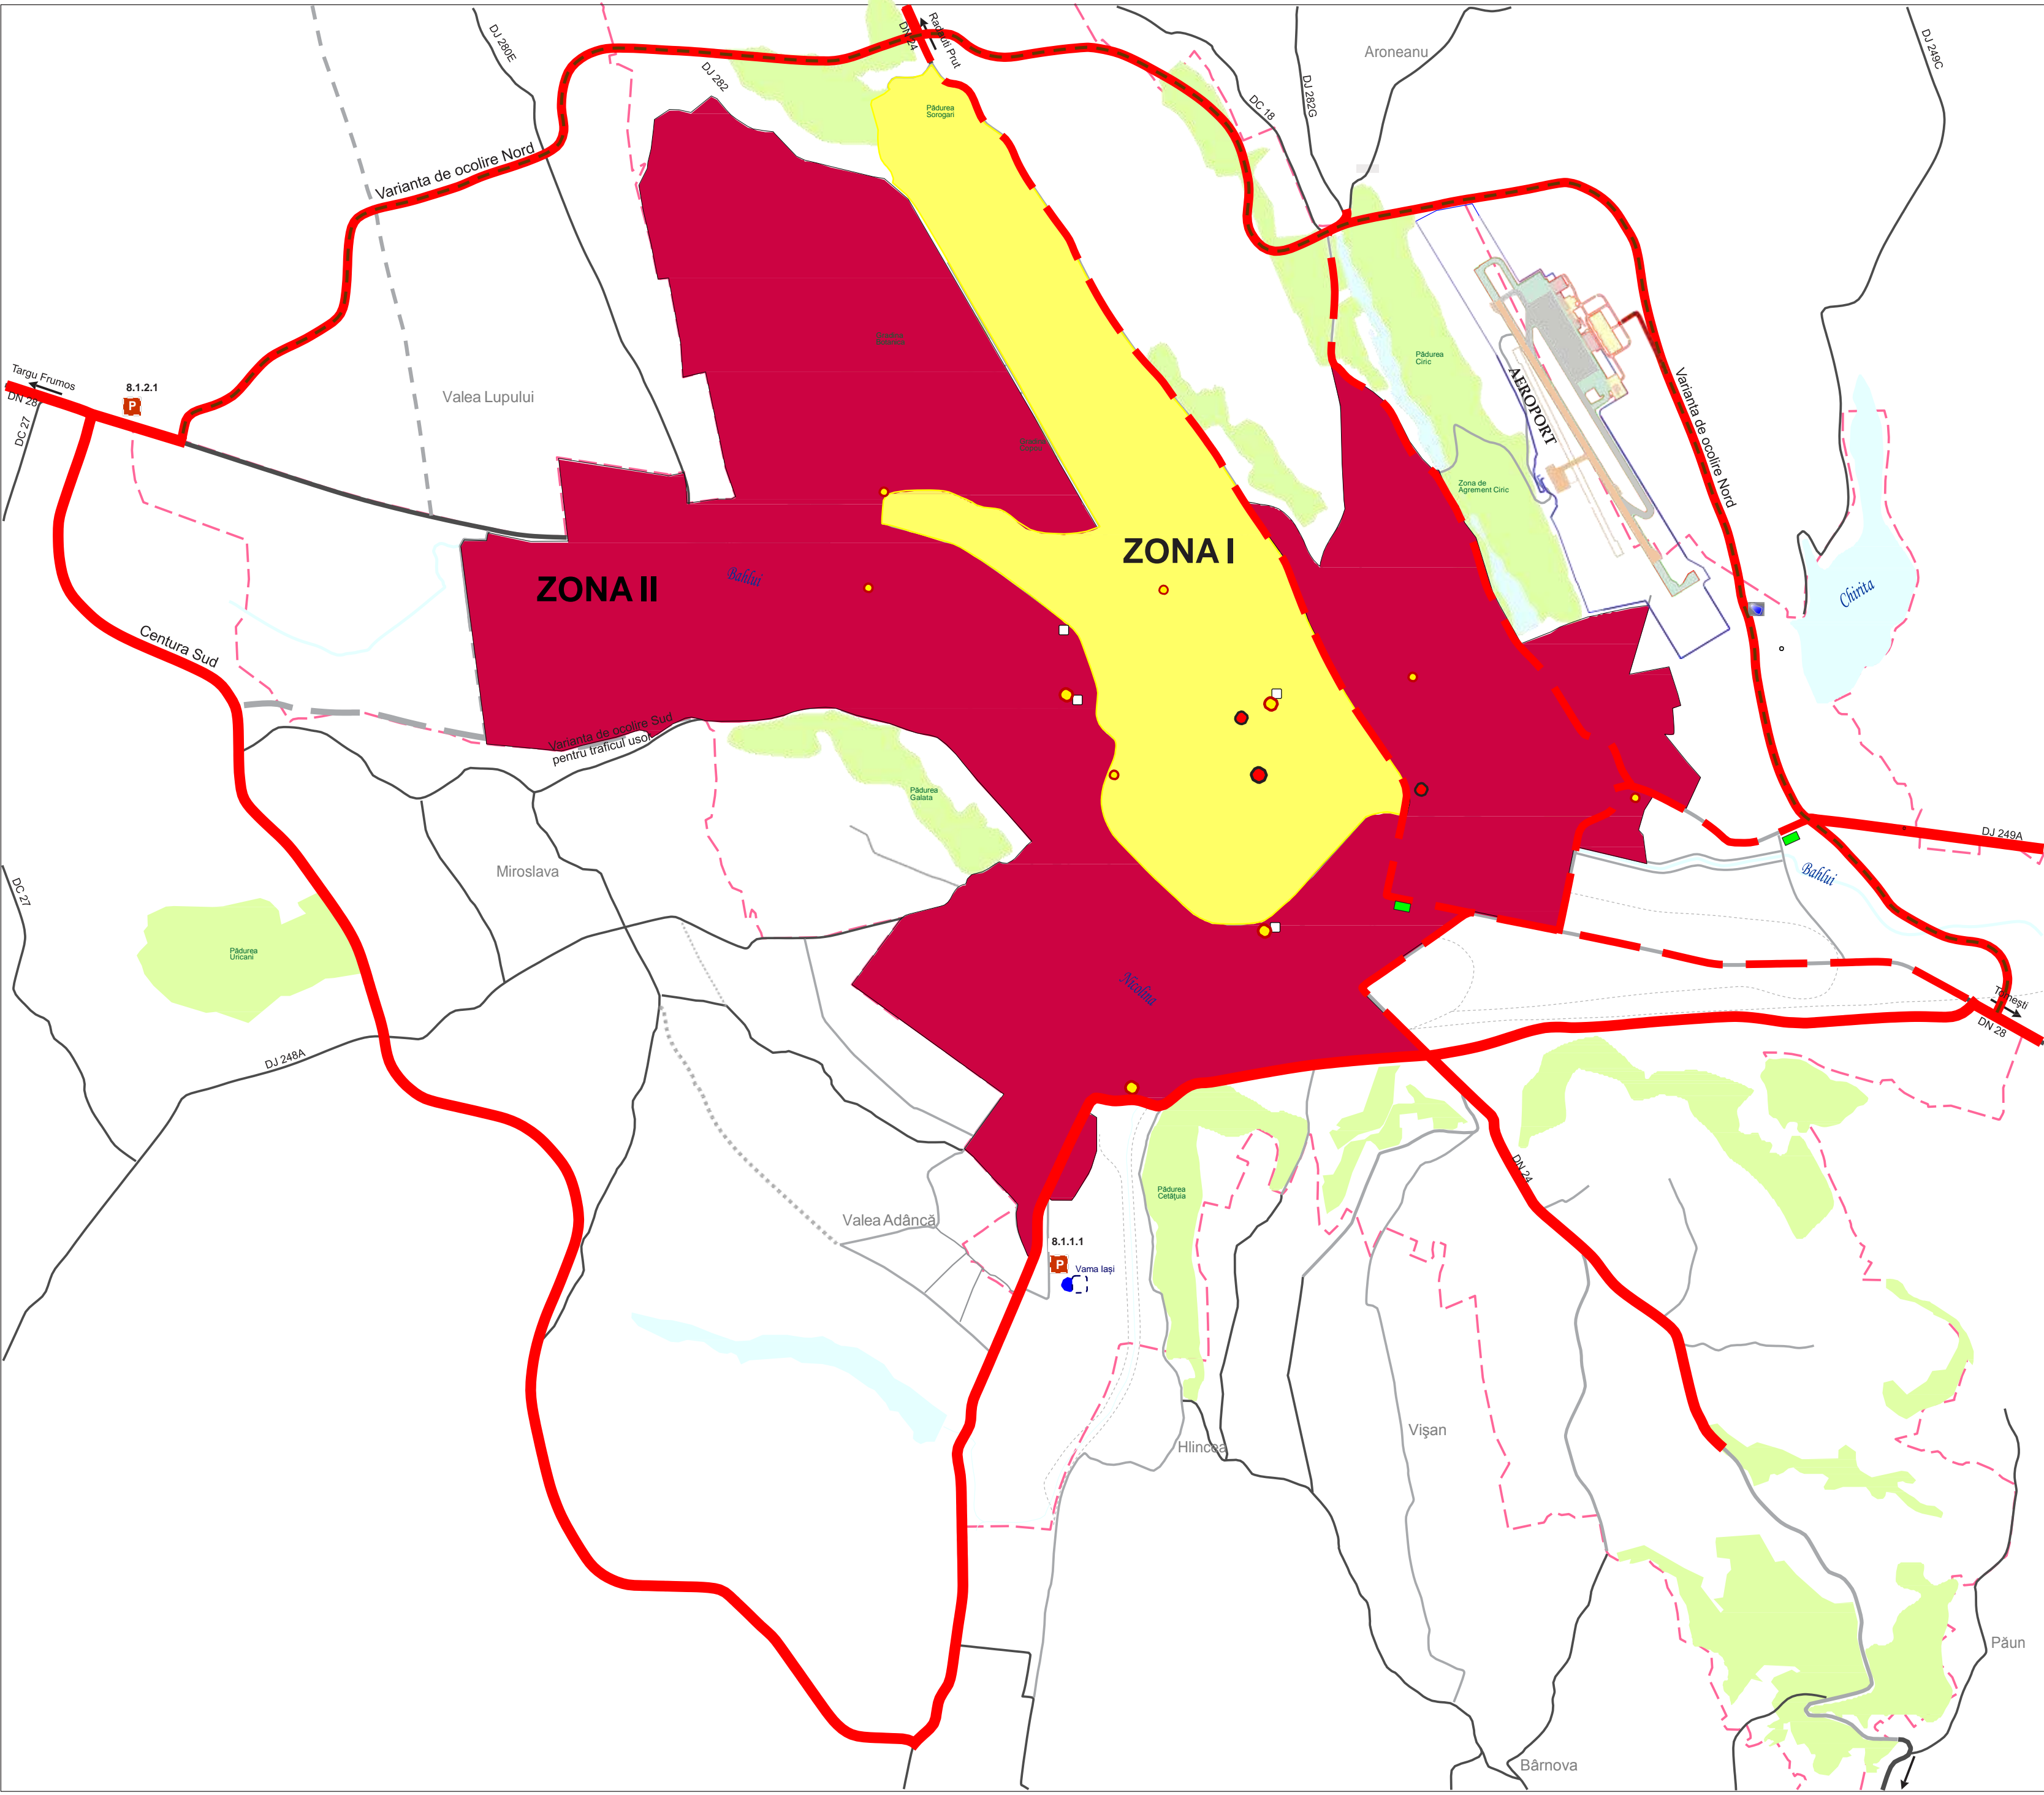 DN 24
Radauti Prut
DJ 280E
DJ 282
Aroneanu
DJ 249C
DC 18
DJ 282G
Pădurea
Sorogari
Varianta de ocolire Nord
Targu Frumos
DN 28
8.1.2.1
P
DC 27
Valea Lupului
Pădurea
Ciric
AEROPORT
Varianta de ocolire Nord
Zona de
Agrement Ciric
ZONA I
ZONA II
Bahlui
Chirita
Centura Sud
Varianta de ocolire Sud
pentru traficul usor
Pădurea
Galata
DJ 249A
Bahlui
Miroslava
DC 27
Pădurea
Uricani
Nicolina
Tomeşti
DN 28
DJ 248A
DN 24
Pădurea
Cetăţuia
Valea Adâncă
8.1.1.1
P
Vama Iaşi
Hlincea
Vişan
Păun
Bârnova